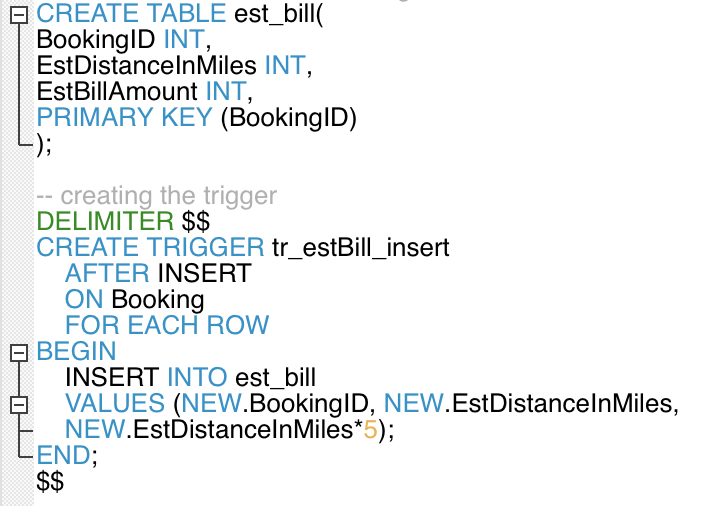 CREATE TABLE est_bill(
BookingID INT,
EstDistanceInMiles INT,
EstBillAmount INT,
PRIMARY KEY (BookingID)
);
-- creating the trigger
DELIMITER $$
CREATE TRIGGER tr_estBill_insert
AFTER INSERT
ON Booking
FOR EACH ROW
BEGIN
INSERT INTO est_bill
VALUES (NEW.BookingID, NEW.EstDistanceInMiles,
NEW.EstDistanceInMiles*5);
END;
$$